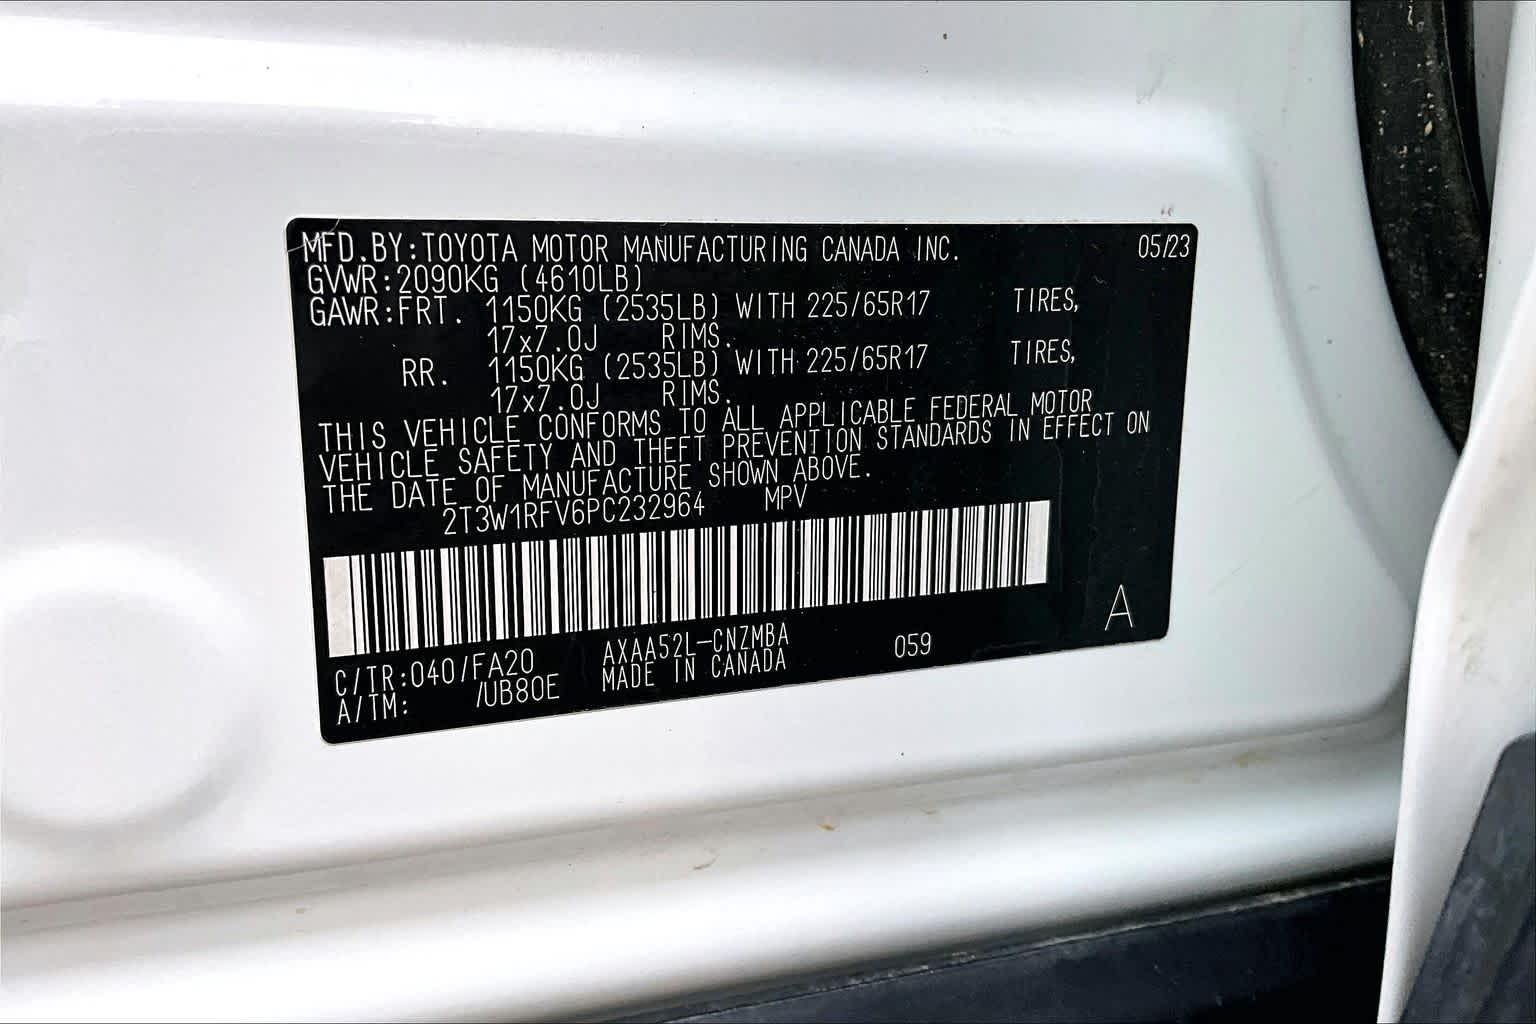 MFD.BY:TOYOTA MOTOR MANUFACTURING CANADA INC. 05/23
GVWR:2090KG (4610LB)
GAWR:FRT. 1150KG (2535LB) WITH 225/65R17 TIRES,
17x7.0J RIMS.
RR. 1150KG (2535LB) WITH 225/65R17 TIRES,
17x7.0J RIMS.
THIS VEHICLE CONFORMS TO ALL APPLICABLE FEDERAL MOTOR
VEHICLE SAFETY AND THEFT PREVENTION STANDARDS IN EFFECT ON
THE DATE OF MANUFACTURE SHOWN ABOVE.
2T3W1RFV6PC232964 MPV
A
C/TR:040/FA20 AXAA52L-CNZMBA 059
A/TM: /UB80E MADE IN CANADA